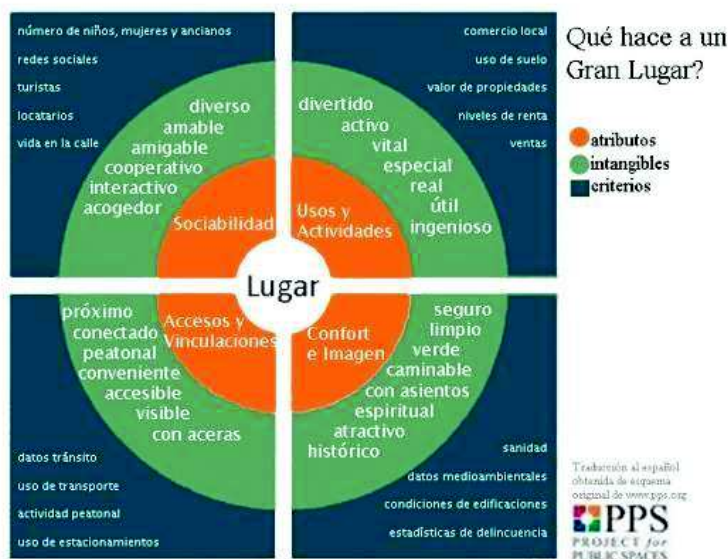 Qué hace a un
Gran Lugar?
atributos
intangibles
criterios
número de niños, mujeres y ancianos
redes sociales
turistas
locatarios
vida en la calle
diverso
amable
amigable
cooperativo
interactivo
acogedor
Sociabilidad
comercio local
uso de suelo
valor de propiedades
niveles de renta
ventas
divertido
activo
vital
especial
real
útil
ingenioso
Usos y
Actividades
Lugar
próximo
conectado
peatonal
conveniente
accesible
visible
con aceras
Accesos y
Vinculaciones
datos tránsito
uso de transporte
actividad peatonal
uso de estacionamientos
Confort
e Imagen
seguro
limpio
verde
caminable
con asientos
espiritual
atractivo
histórico
sanidad
datos medioambientales
condiciones de edificaciones
estadísticas de delincuencia
Traducción al español
obtenida de esquema
original de www.pps.org
PPS
PROJECT for
PUBLIC SPACES